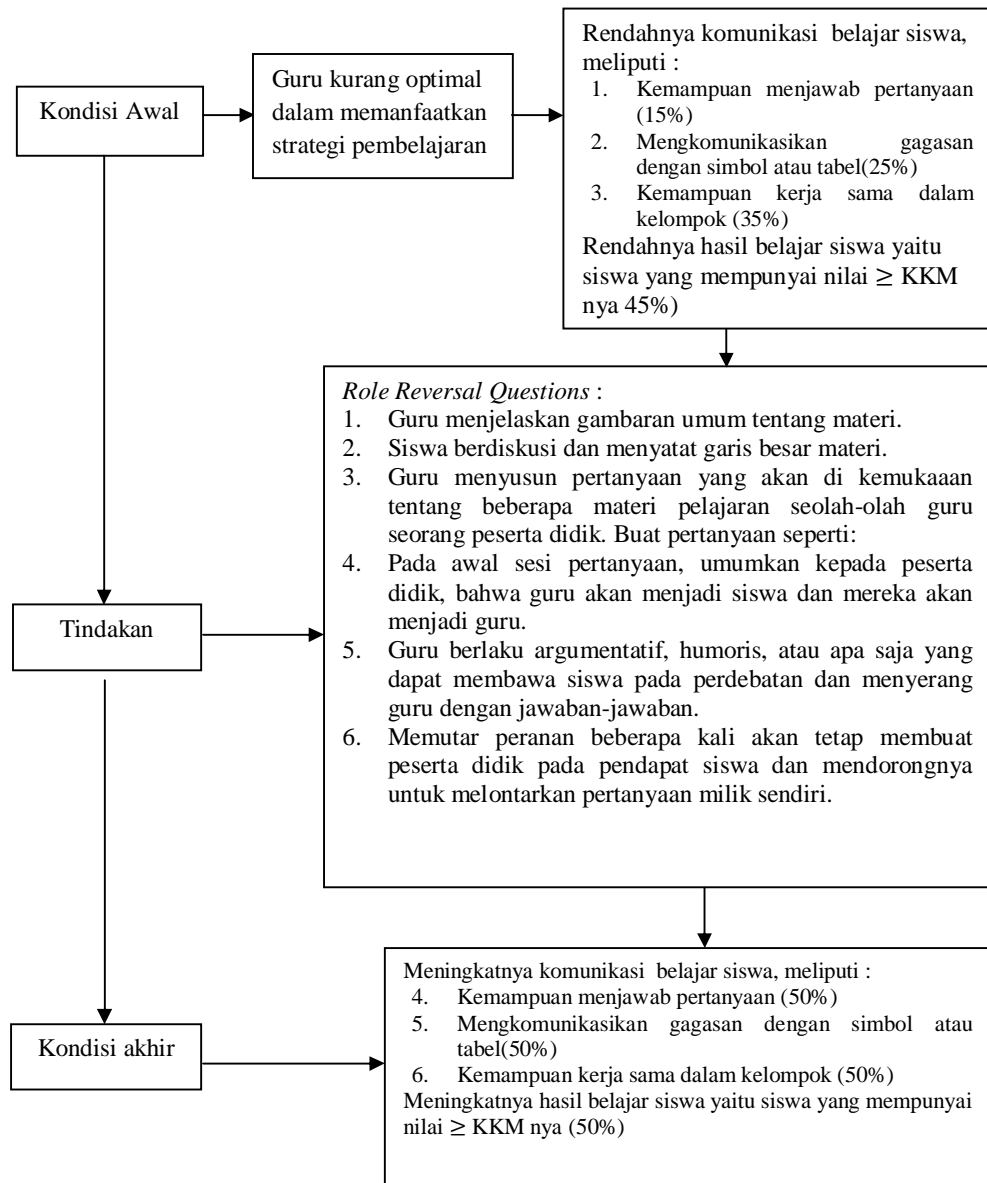 Kondisi Awal
Guru kurang optimal
dalam memanfaatkan
strategi pembelajaran
Rendahnya komunikasi belajar siswa,
meliputi :
1. Kemampuan menjawab pertanyaan
(15%)
2. Mengkomunikasikan gagasan
dengan simbol atau tabel(25%)
3. Kemampuan kerja sama dalam
kelompok (35%)
Rendahnya hasil belajar siswa yaitu
siswa yang mempunyai nilai ≥ KKM
nya 45%)
Tindakan
Role Reversal Questions :
1. Guru menjelaskan gambaran umum tentang materi.
2. Siswa berdiskusi dan menyatat garis besar materi.
3. Guru menyusun pertanyaan yang akan di kemukaaan
tentang beberapa materi pelajaran seolah-olah guru
seorang peserta didik. Buat pertanyaan seperti:
4. Pada awal sesi pertanyaan, umumkan kepada peserta
didik, bahwa guru akan menjadi siswa dan mereka akan
menjadi guru.
5. Guru berlaku argumentatif, humoris, atau apa saja yang
dapat membawa siswa pada perdebatan dan menyerang
guru dengan jawaban-jawaban.
6. Memutar peranan beberapa kali akan tetap membuat
peserta didik pada pendapat siswa dan mendorongnya
untuk melontarkan pertanyaan milik sendiri.
Kondisi akhir
Meningkatnya komunikasi belajar siswa, meliputi :
4. Kemampuan menjawab pertanyaan (50%)
5. Mengkomunikasikan gagasan dengan simbol atau
tabel(50%)
6. Kemampuan kerja sama dalam kelompok (50%)
Meningkatnya hasil belajar siswa yaitu siswa yang mempunyai
nilai ≥ KKM nya (50%)